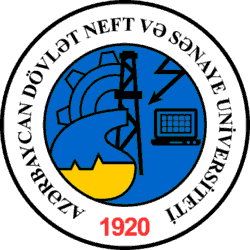 AZƏRBAYCAN DÖVLƏT NEFT VƏ SƏNAYE UNİVERSİTETİ
1920